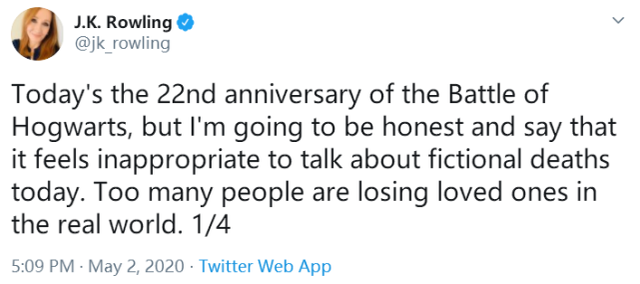 J.K. Rowling
@jk_rowling
Today's the 22nd anniversary of the Battle of
Hogwarts, but I'm going to be honest and say that
it feels inappropriate to talk about fictional deaths
today. Too many people are losing loved ones in
the real world. 1/4
5:09 PM · May 2, 2020 · Twitter Web App